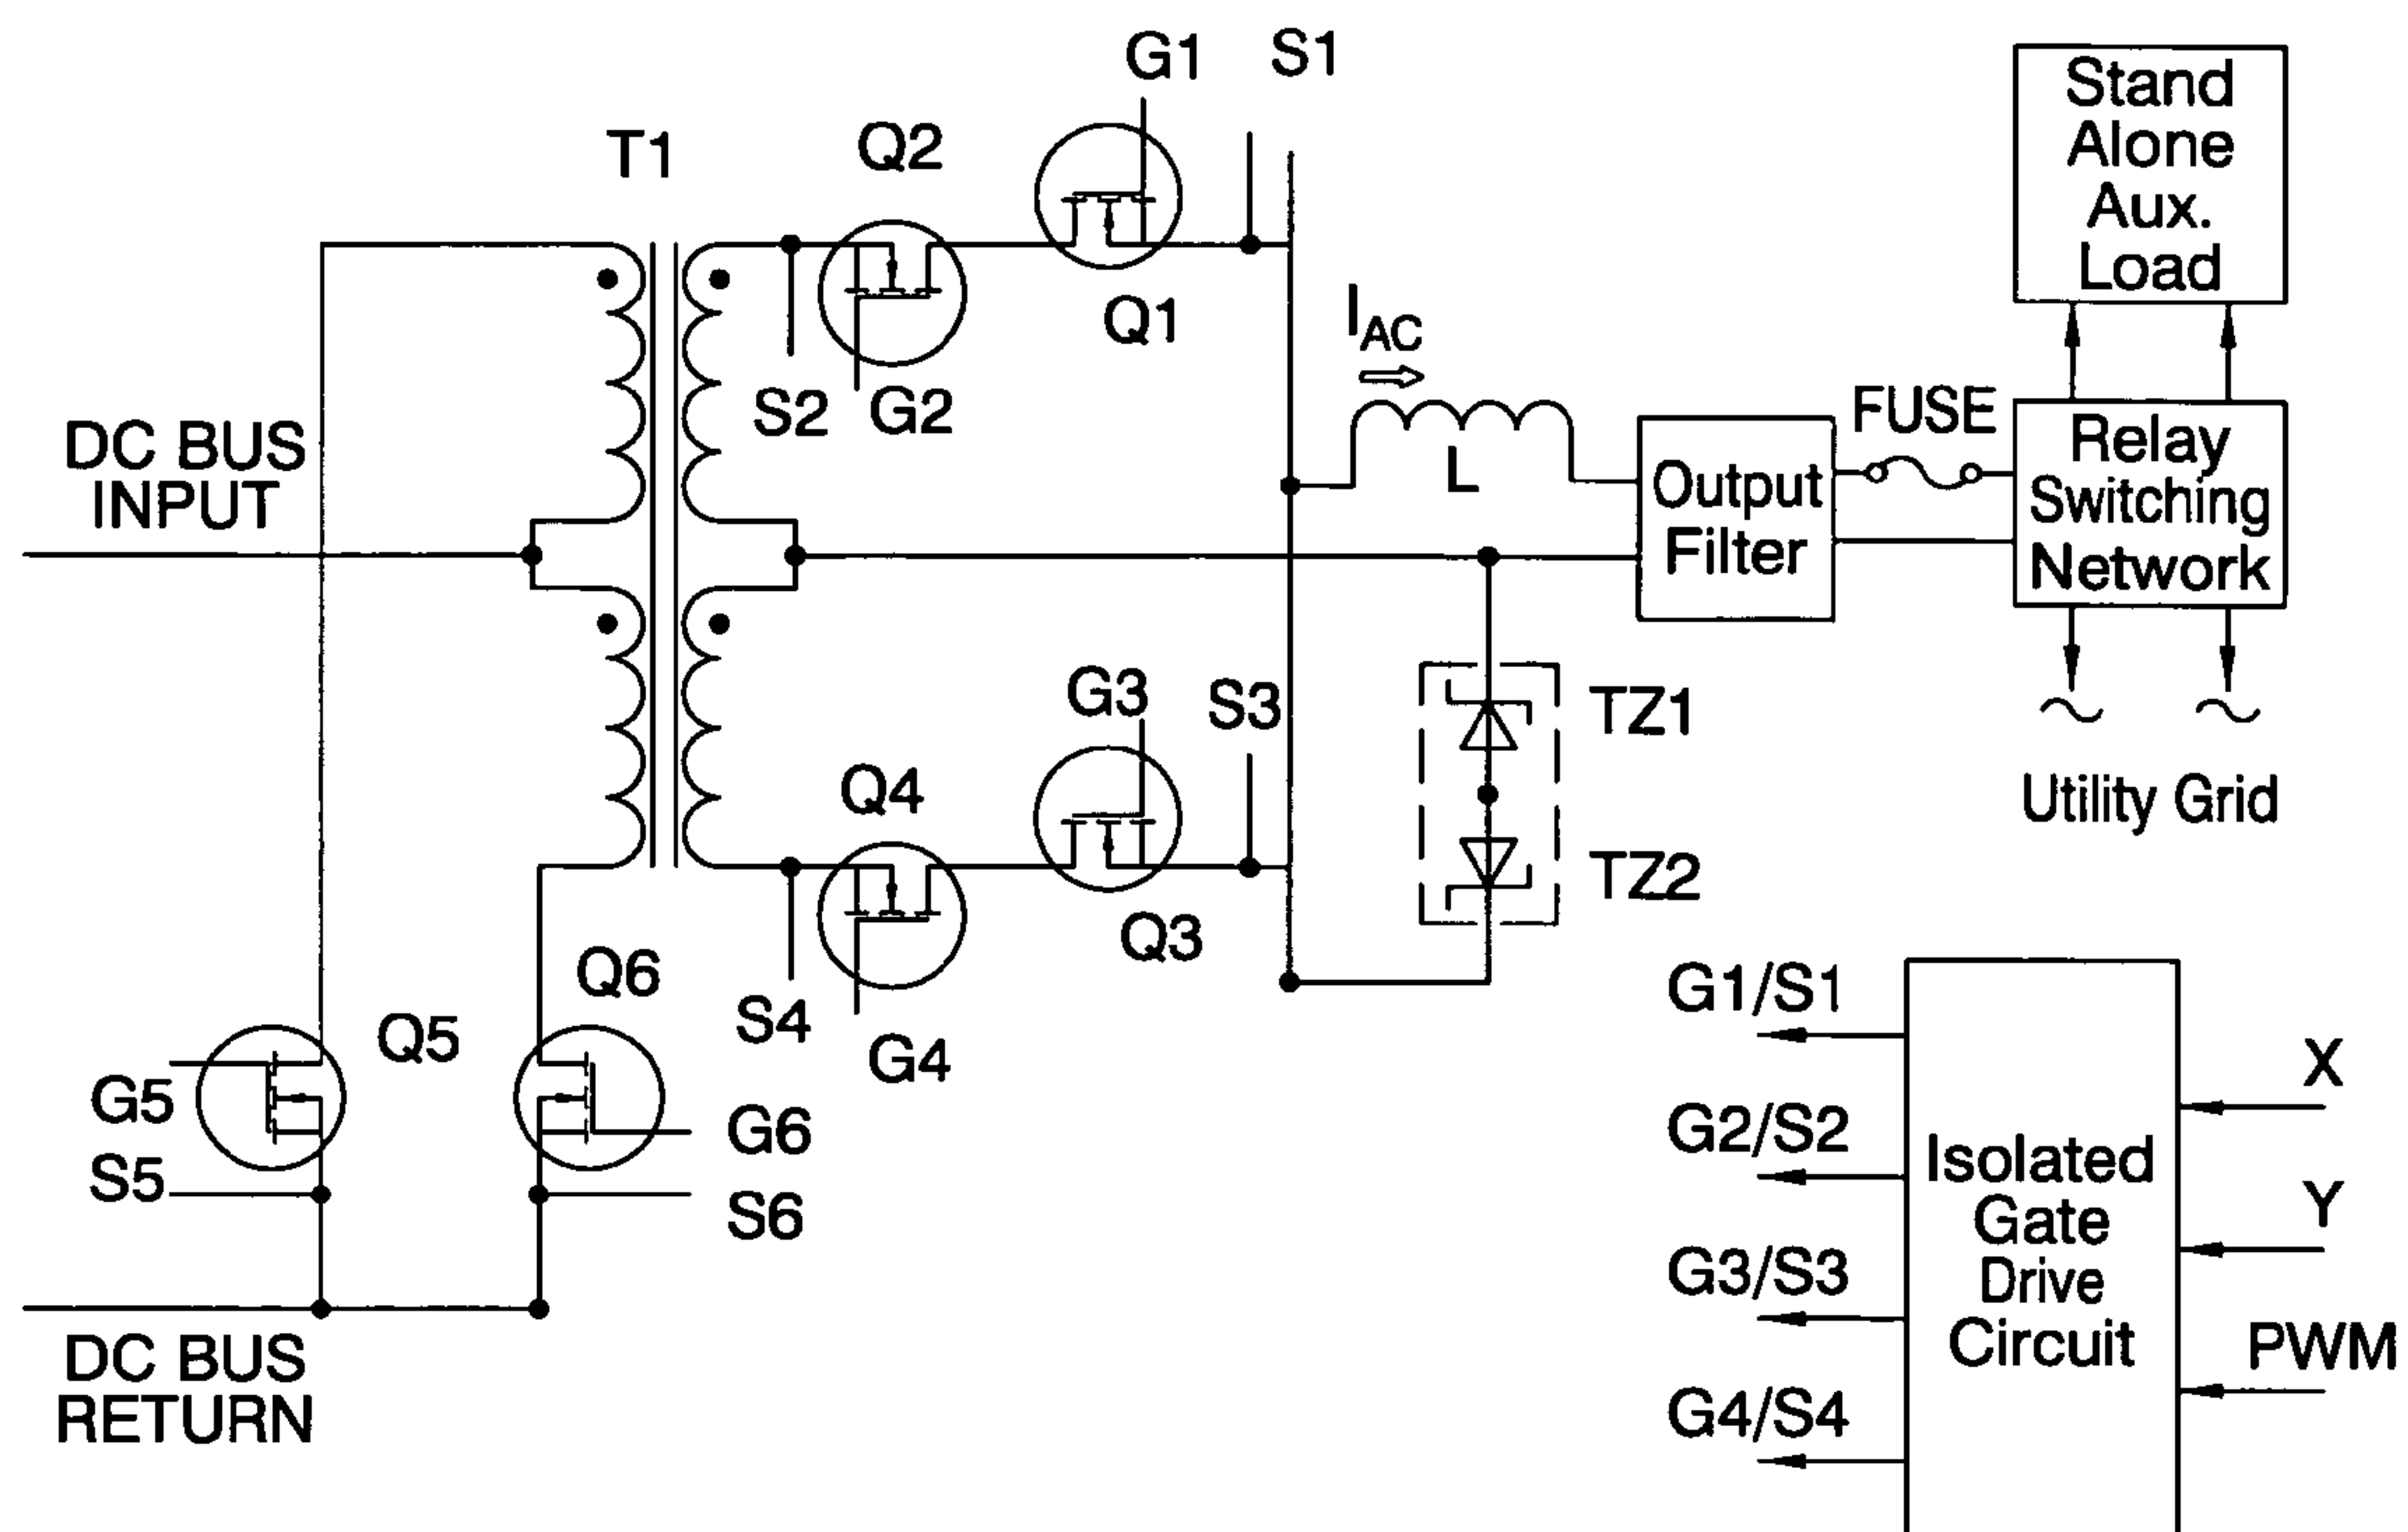 G1
S1
T1
Q2
Stand
Alone
Aux.
Load
Q1
I_AC
S2
G2
DC BUS
INPUT
L
FUSE
Output
Filter
Relay
Switching
Network
G3
S3
TZ1
Q4
Utility Grid
TZ2
Q3
Q6
Q5
S4
G4
G5
G6
S5
S6
DC BUS
RETURN
G1/S1
G2/S2
G3/S3
G4/S4
Isolated
Gate
Drive
Circuit
X
Y
PWM